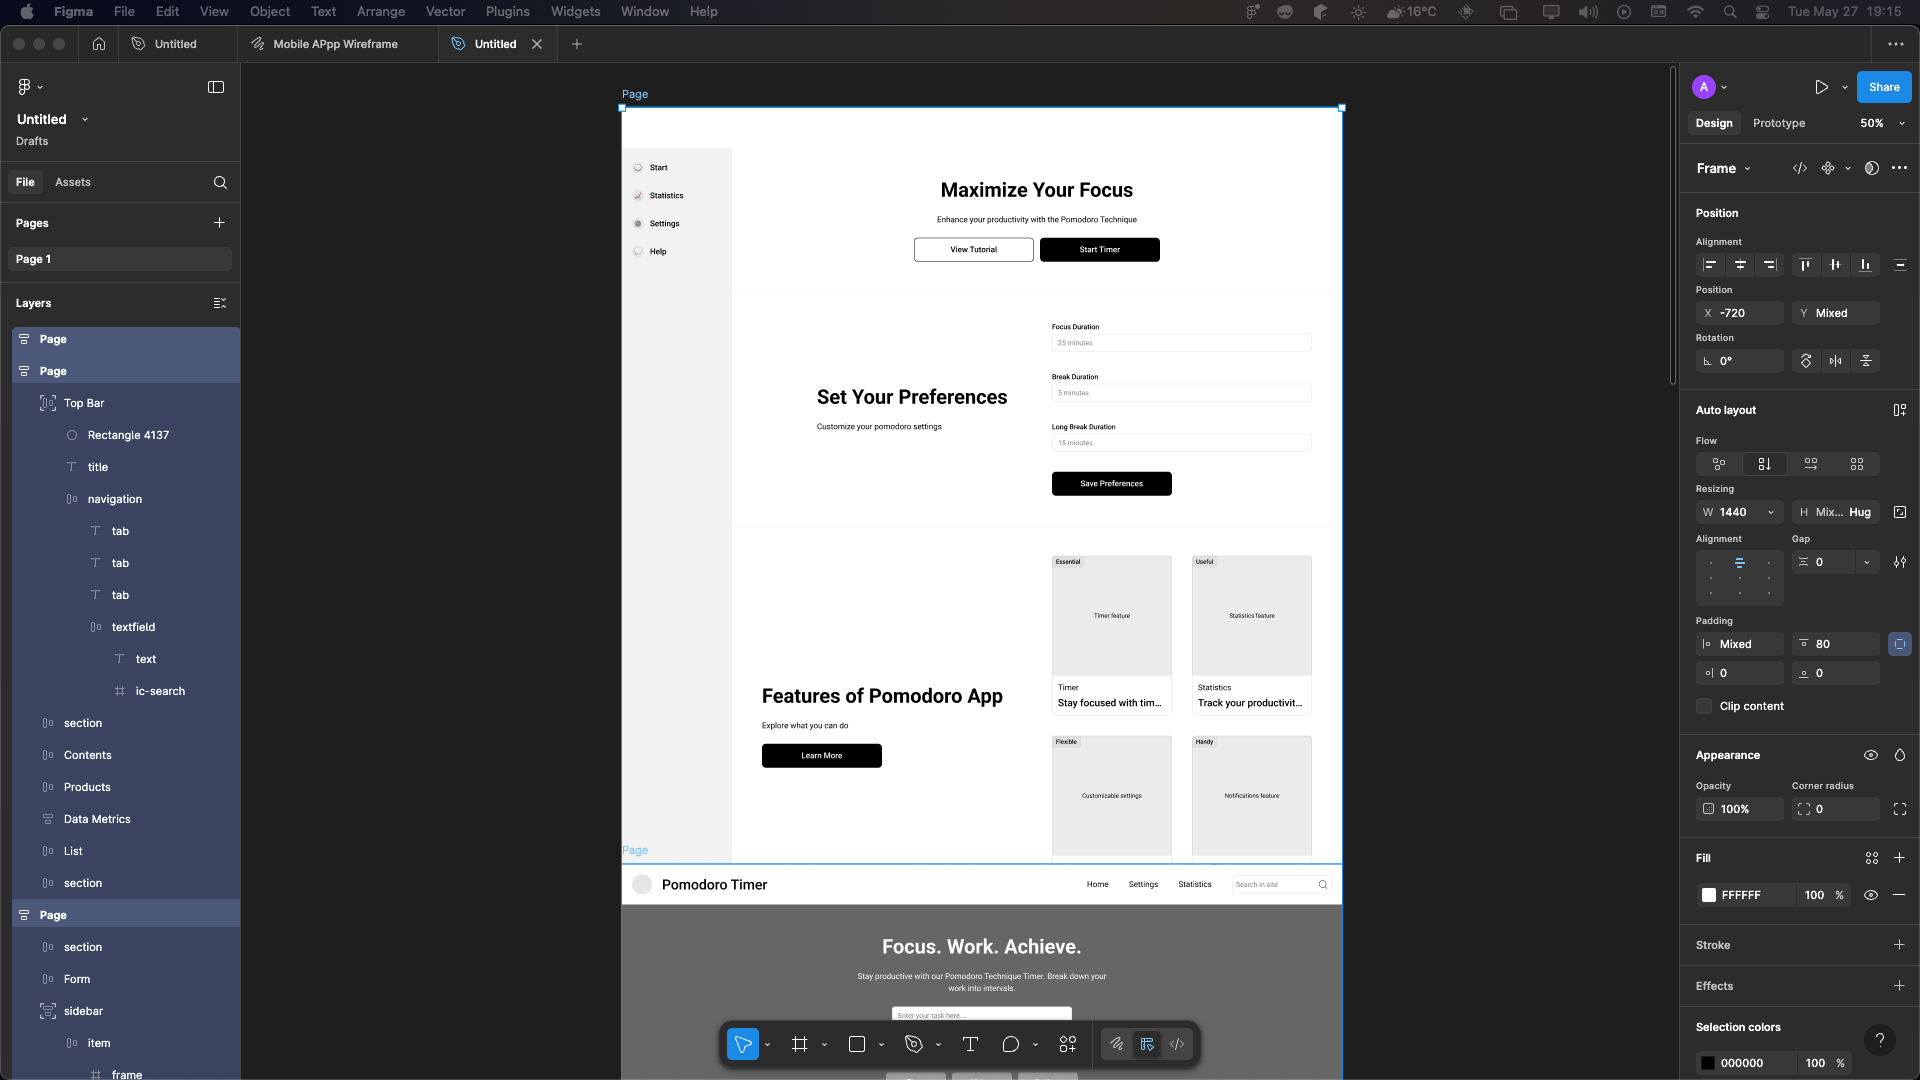 Figma File Edit View Object Text Arrange Vector Plugins Widgets Window Help
16°C
Tue May 27 19:15
Untitled
Mobile APpp Wireframe
Untitled
Untitled
Drafts
File Assets
Pages
Page 1
Layers
Page
Page
Top Bar
Rectangle 4137
title
navigation
tab
tab
tab
textfield
text
ic-search
section
Contents
Products
Data Metrics
List
section
Page
section
Form
sidebar
item
frame
Page
Start
Statistics
Settings
Help
Maximize Your Focus
Enhance your productivity with the Pomodoro Technique
View Tutorial
Start Timer
Set Your Preferences
Customize your pomodoro settings
Focus Duration
25 minutes
Break Duration
5 minutes
Long Break Duration
15 minutes
Save Preferences
Features of Pomodoro App
Explore what you can do
Learn More
Essential
Timer feature
Timer
Stay focused with tim...
Useful
Statistics feature
Statistics
Track your productivit...
Flexible
Customizable settings
Handy
Notifications feature
Page
Pomodoro Timer
Home
Settings
Statistics
Search in site
Focus. Work. Achieve.
Stay productive with our Pomodoro Technique Timer. Break down your
work into intervals.
Enter your task here...
A
Share
Design
Prototype
50%
Frame
Position
Alignment
Position
X -720
Y Mixed
Rotation
0°
Auto layout
Flow
Resizing
W 1440
H Mix... Hug
Alignment
Gap
0
Padding
Mixed
80
0
0
Clip content
Appearance
Opacity
Corner radius
100%
0
Fill
FFFFFF 100 %
Stroke
Effects
Selection colors
000000 100 %
?